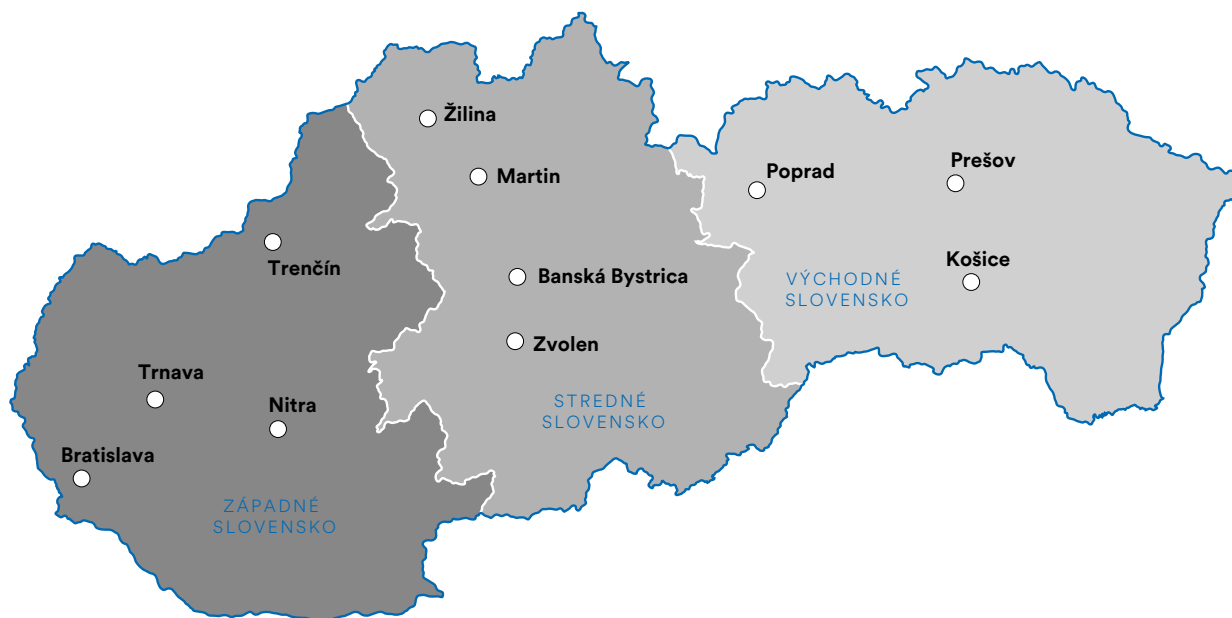 Žilina
Martin
Poprad
Prešov
Trenčín
Banská Bystrica
Košice
VÝCHODNÉ
SLOVENSKO
Zvolen
Trnava
Nitra
STREDNÉ
SLOVENSKO
Bratislava
ZÁPADNÉ
SLOVENSKO